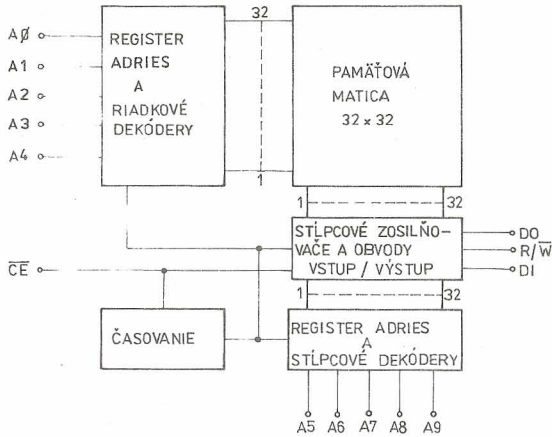 AØ
A1
A2
A3
A4
REGISTER
ADRIES
A
RIADKOVÉ
DEKÓDERY
32
1
PAMÄŤOVÁ
MATICA
32 × 32
1
32
STĹPCOVÉ ZOSILŇO-
VAČE A OBVODY
VSTUP / VÝSTUP
DO
R/W̅
DI
C̅E̅
1
32
ČASOVANIE
REGISTER ADRIES
A
STĹPCOVÉ DEKÓDERY
A5 A6 A7 A8 A9